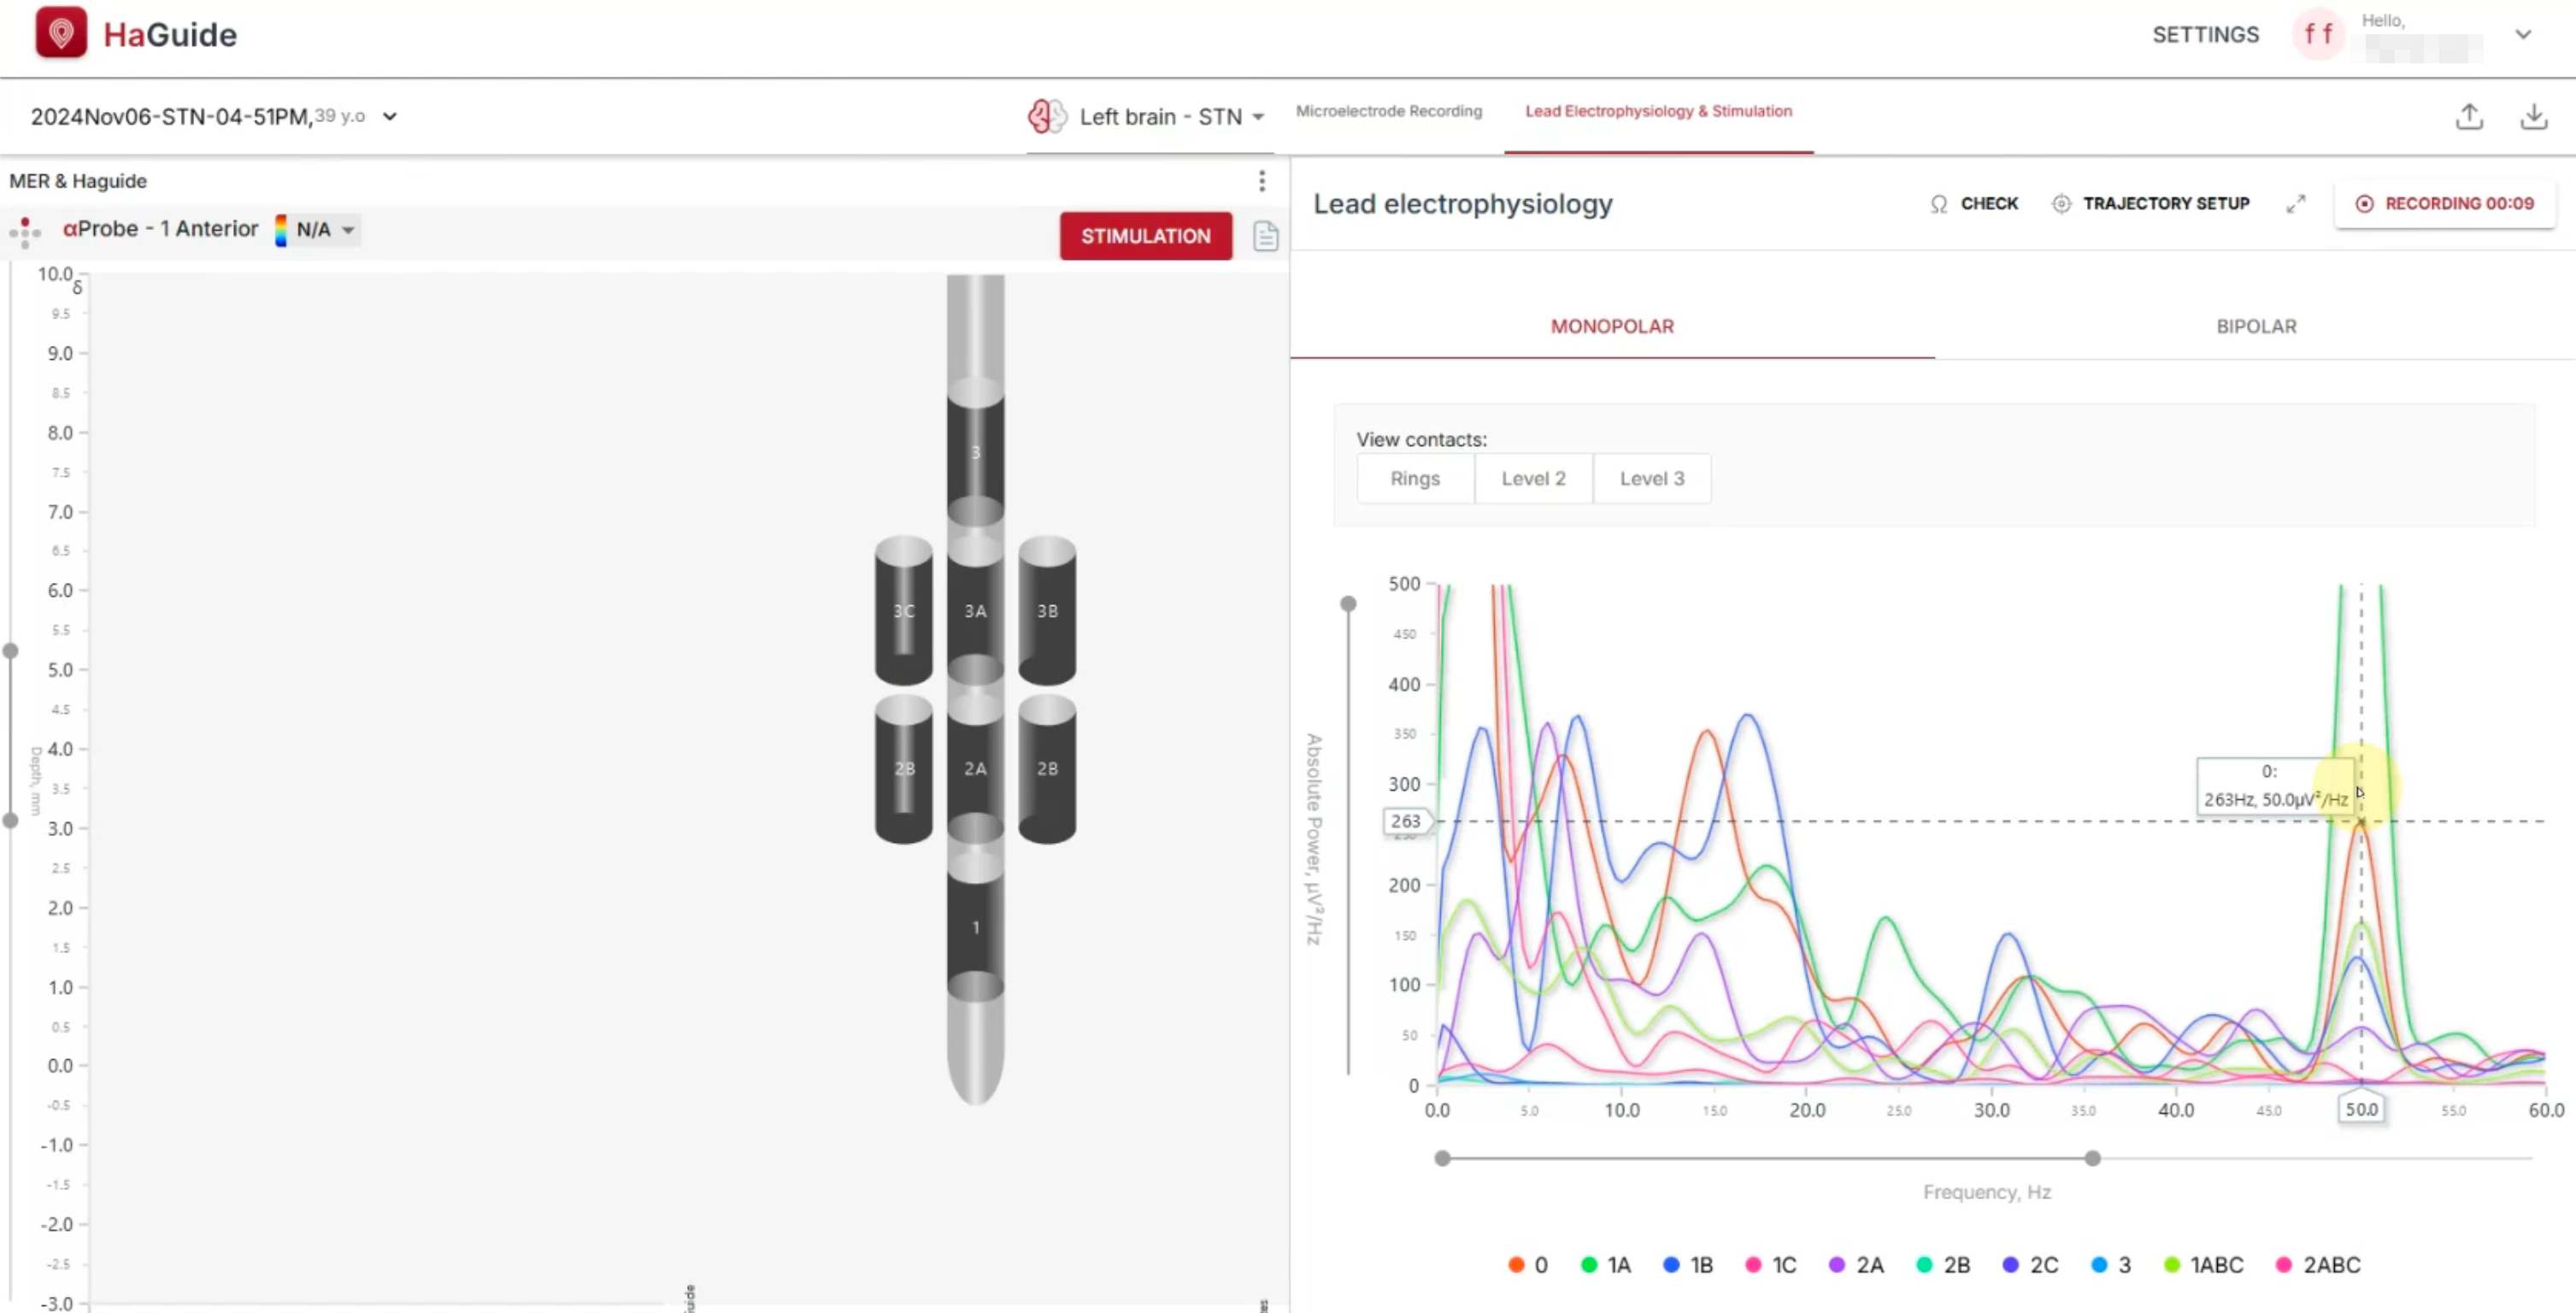 HaGuide
SETTINGS
f f
Hello,
2024Nov06-STN-04-51PM, 39 y.o
Left brain - STN
Microelectrode Recording
Lead Electrophysiology & Stimulation
MER & Haguide
αProbe - 1 Anterior
N/A
STIMULATION
10.0
δ
9.5
9.0
8.5
8.0
7.5
7.0
6.5
6.0
5.5
5.0
4.5
4.0
3.5
3.0
2.5
2.0
1.5
1.0
0.5
0.0
-0.5
-1.0
-1.5
-2.0
-2.5
-3.0
Depth, mm
3
3C
3A
3B
2B
2A
2B
1
uide
Lead electrophysiology
Ω CHECK
TRAJECTORY SETUP
RECORDING 00:09
MONOPOLAR
BIPOLAR
View contacts:
Rings
Level 2
Level 3
Absolute Power, µV²/Hz
500
450
400
350
300
263
250
200
150
100
50
0
0:
263Hz, 50.0µV²/Hz
0.0
5.0
10.0
15.0
20.0
25.0
30.0
35.0
40.0
45.0
50.0
55.0
60.0
Frequency, Hz
0
1A
1B
1C
2A
2B
2C
3
1ABC
2ABC